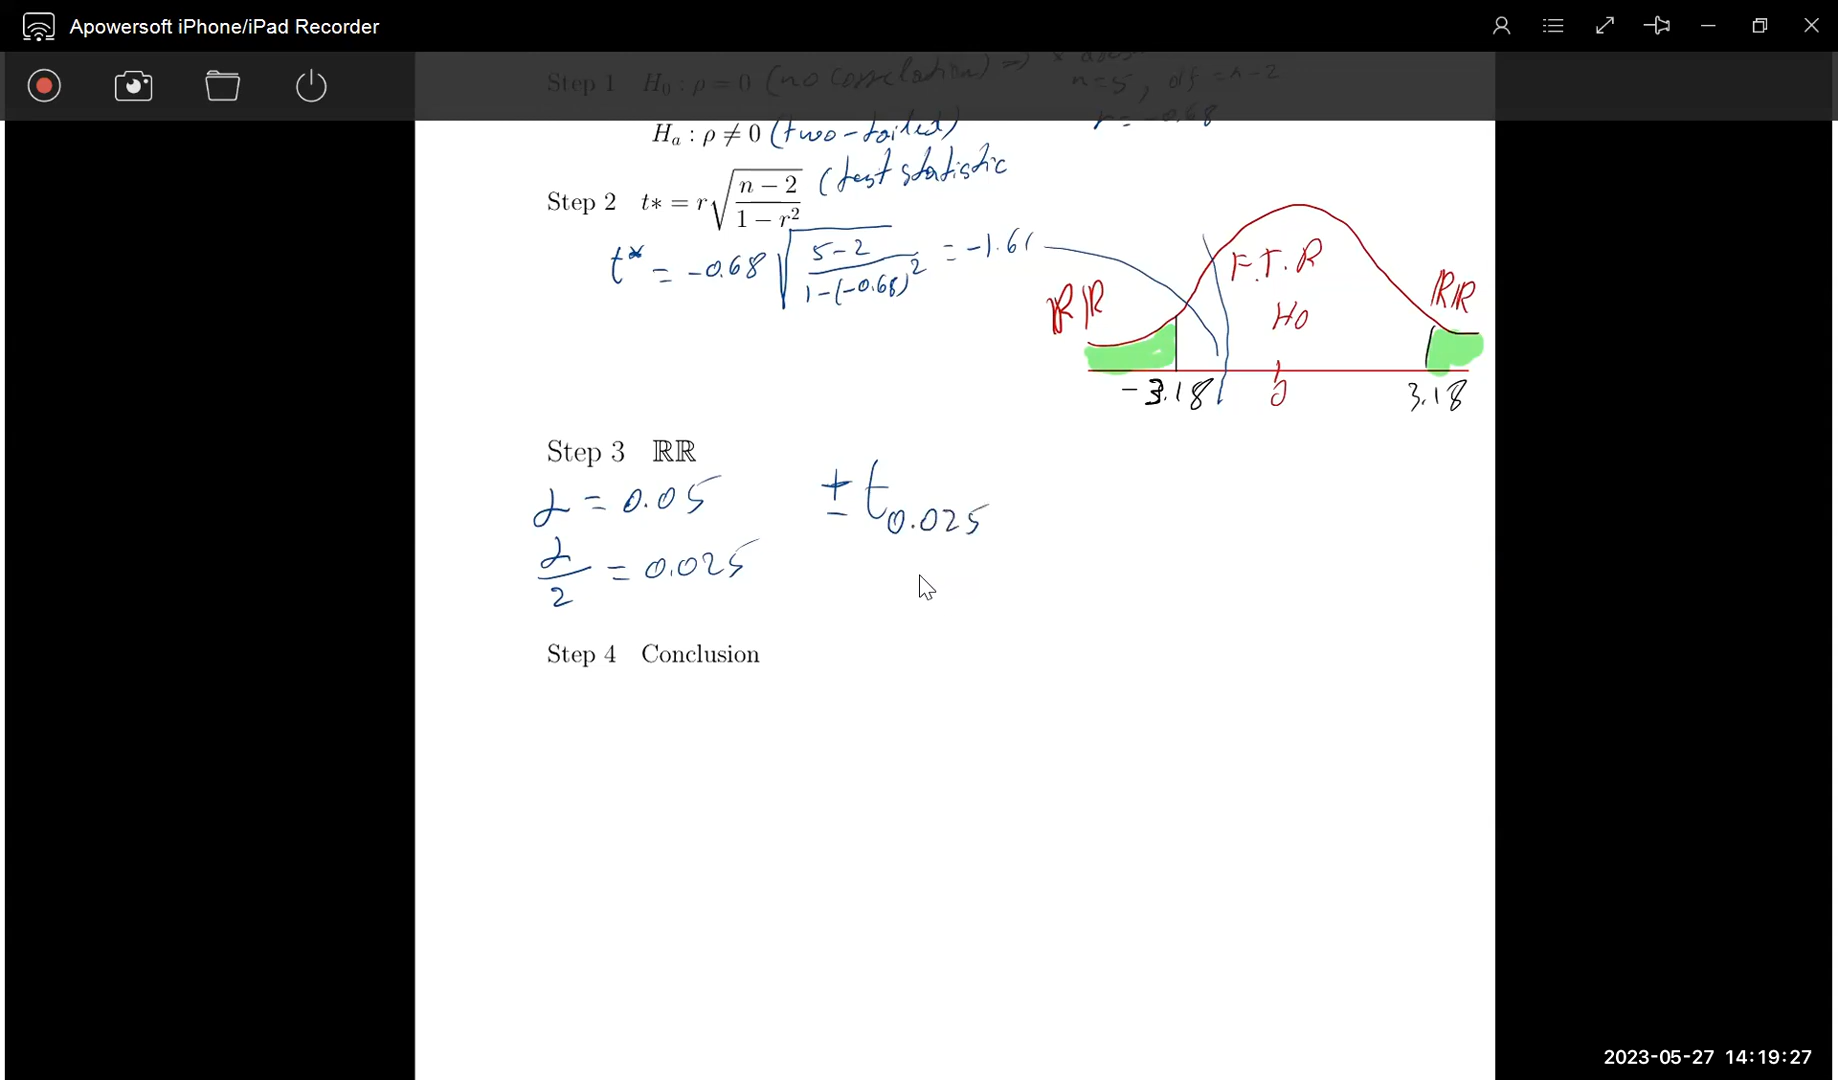 Apowersoft iPhone/iPad Recorder
Step 1 H₀ : ρ = 0 (no correlation) ⇒
n=5, df = n-2
r = -0.68
Hₐ : ρ ≠ 0 (two-tailed)
Step 2 t* = r√((n − 2)/(1 − r²)) (test statistic
t* = -0.68 √((5-2)/(1-(-0.68)²)) = -1.61
F.T.R
H0
RR
RR
-3.18
0
3.18
Step 3 ℝℝ
α = 0.05
± t0.025
α/2 = 0.025
Step 4 Conclusion
2023-05-27 14:19:27